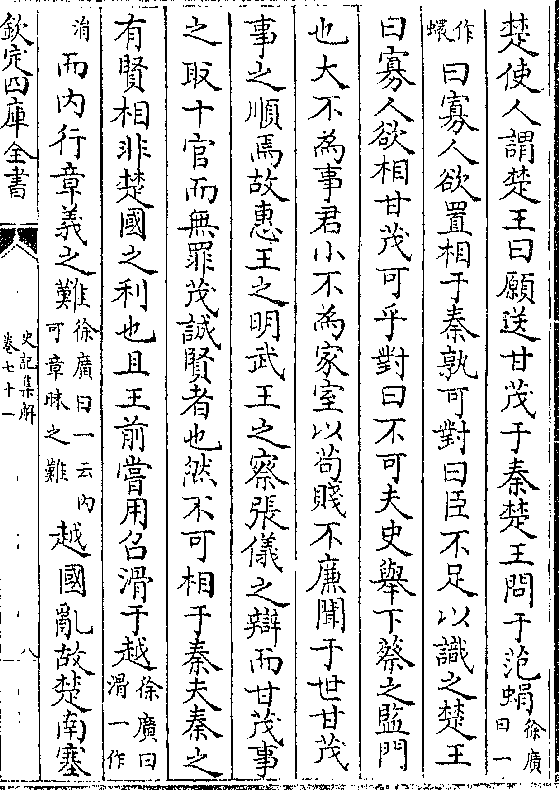 楚使人謂楚王曰願送甘茂于秦楚王問于范蜎徐廣曰一
作蠉曰寡人欲置相于秦孰可對曰臣不足以識之楚王
曰寡人欲相甘茂可乎對曰不可夫史舉下蔡之監門
也大不為事君小不為家室以茍賤不廉聞于世甘茂
事之順焉故惠王之明武王之察張儀之辯而甘茂事
之取十官而無罪茂誠賢者也然不可相于秦夫秦之
有賢相非楚國之利也且王前嘗用召滑于越徐廣曰滑一作
涓而内行章義之難徐廣曰一云内可章昧之難越國亂故楚南塞
欽定四庫全書
史記集解
卷七十一
八